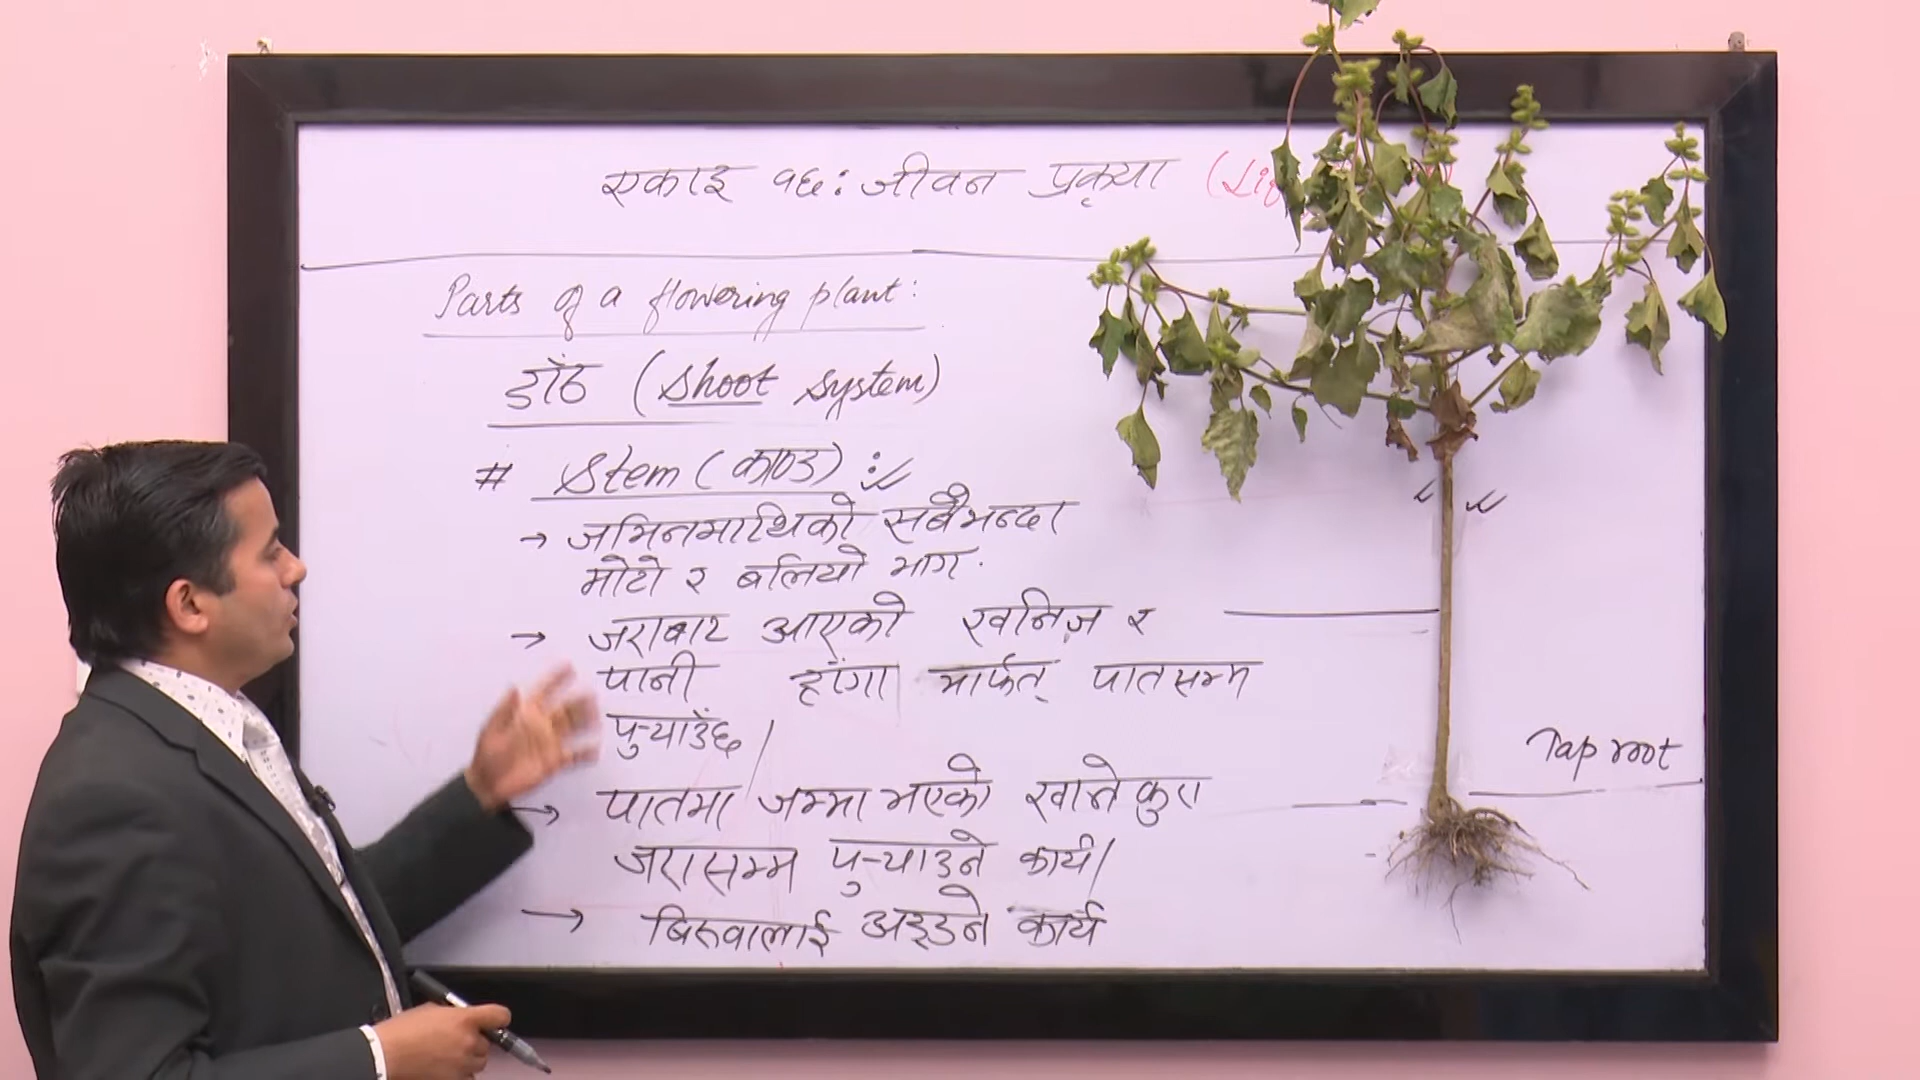 एकाइ १६: जीवन प्रकृया (Lif
Parts of a flowering plant:
डाँठ (Shoot System)
# Stem (काण्ड) :
→ जमिनमाथिको सबैभन्दा
मोटो र बलियो भाग.
→ जराबाट आएको खनिज र
पानी हाँगा मार्फत् पातसम्म
पुऱ्याउँछ।
→ पातमा जम्मा भएको खानेकुरा
जरासम्म पुऱ्याउने कार्य।
→ बिरुवालाई अड्डाउने कार्य
Tap root